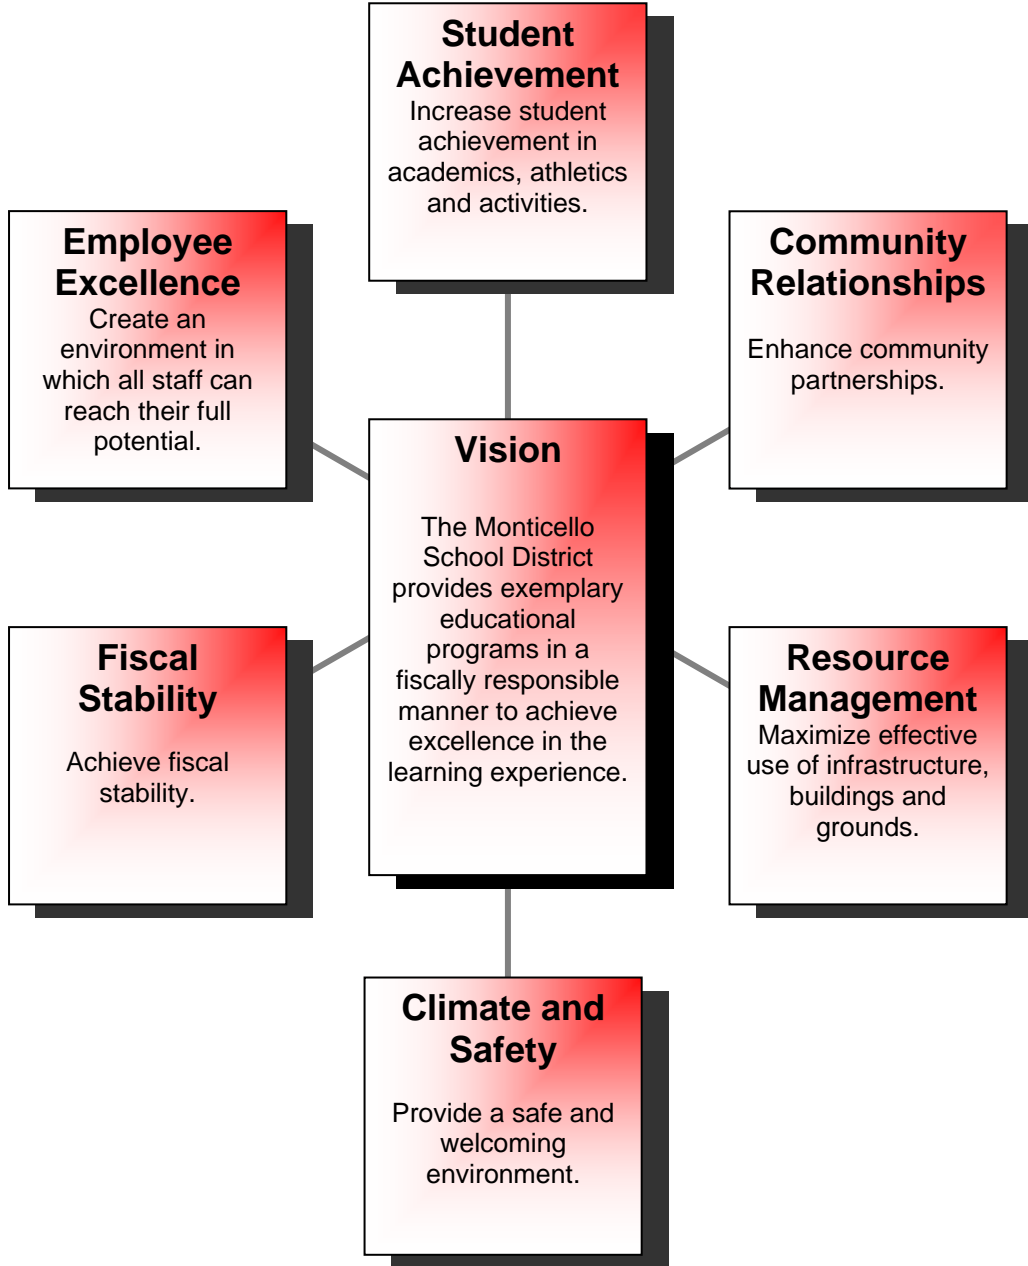 Student
Achievement
Increase student
achievement in
academics, athletics
and activities.
Employee
Excellence
Create an
environment in
which all staff can
reach their full
potential.
Community
Relationships
Enhance community
partnerships.
Vision
The Monticello
School District
provides exemplary
educational
programs in a
fiscally responsible
manner to achieve
excellence in the
learning experience.
Fiscal
Stability
Achieve fiscal
stability.
Resource
Management
Maximize effective
use of infrastructure,
buildings and
grounds.
Climate and
Safety
Provide a safe and
welcoming
environment.